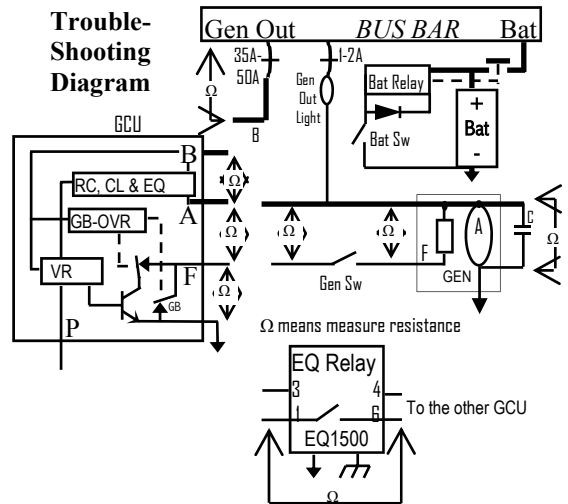 Trouble-
Shooting
Diagram
Gen Out BUS BAR Bat
35A-
50A
1-2A
Ω
Gen
Out
Light
Bat Relay
Bat Sw
+
Bat
-
B
GCU
B
RC, CL & EQ
A
GB-OVR
VR
F
GB
P
Ω
Ω
Ω
Ω
Ω
Gen Sw
F
A
GEN
C
Ω
Ω means measure resistance
EQ Relay
3
4
1
6
To the other GCU
EQ1500
Ω